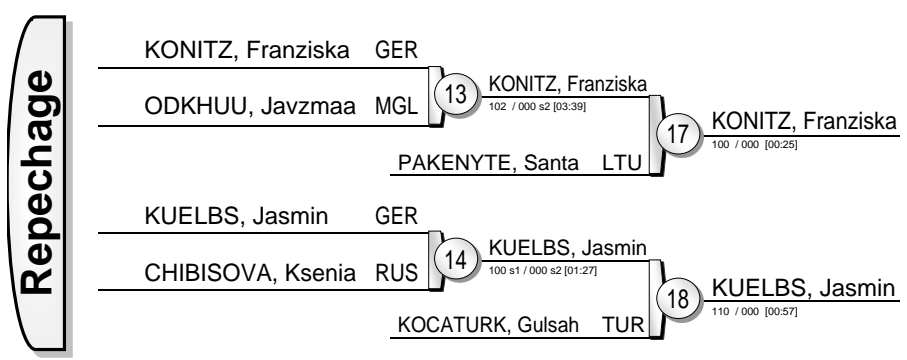 Repechage
KONITZ, Franziska GER
ODKHUU, Javzmaa MGL
13
KONITZ, Franziska
102 / 000 s2 [03:39]
PAKENYTE, Santa LTU
17
KONITZ, Franziska
100 / 000 [00:25]
KUELBS, Jasmin GER
CHIBISOVA, Ksenia RUS
14
KUELBS, Jasmin
100 s1 / 000 s2 [01:27]
KOCATURK, Gulsah TUR
18
KUELBS, Jasmin
110 / 000 [00:57]